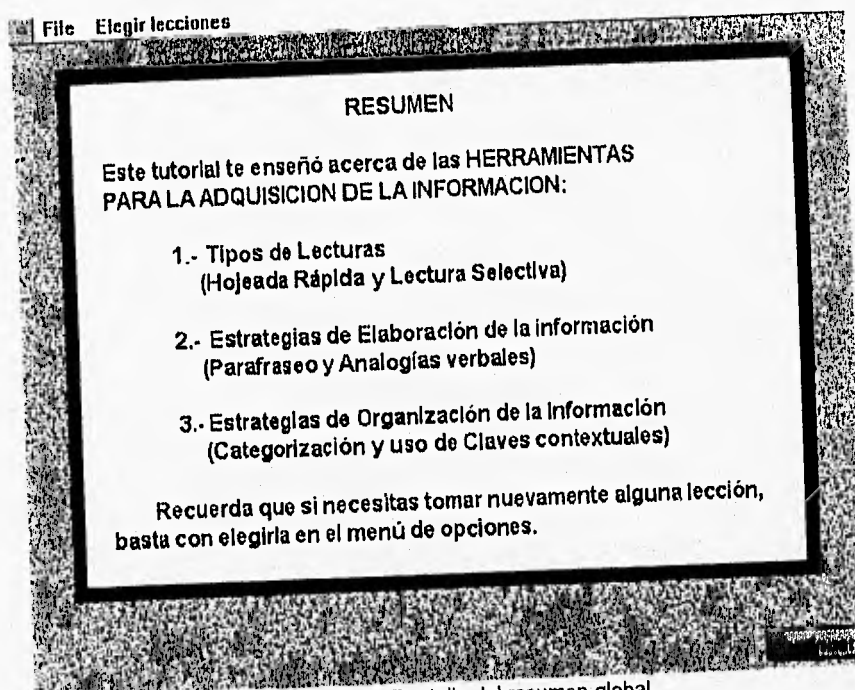 File Elegir lecciones
RESUMEN
Este tutorial te enseñó acerca de las HERRAMIENTAS
PARA LA ADQUISICION DE LA INFORMACION:
1.- Tipos de Lecturas
(Hojeada Rápida y Lectura Selectiva)
2.- Estrategias de Elaboración de la información
(Parafraseo y Analogías verbales)
3.- Estrategias de Organización de la Información
(Categorización y uso de Claves contextuales)
Recuerda que si necesitas tomar nuevamente alguna lección,
basta con elegirla en el menú de opciones.
del resumen global